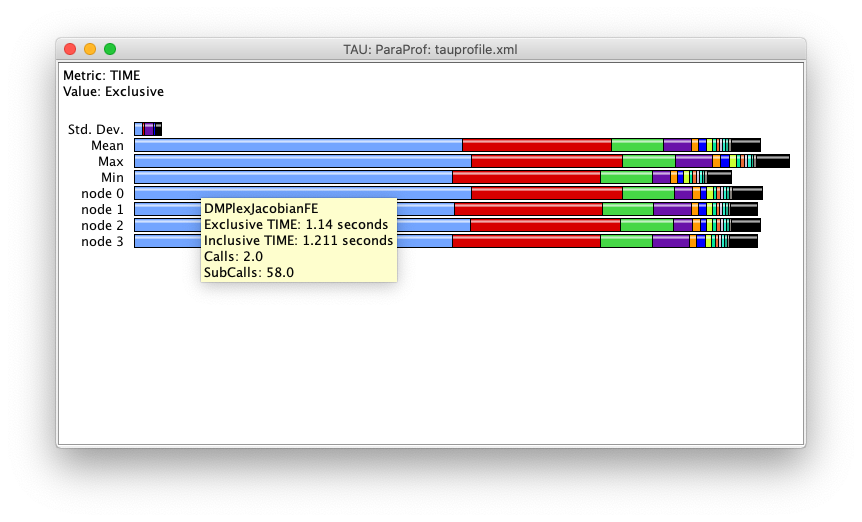 TAU: ParaProf: tauprofile.xml
Metric: TIME
Value: Exclusive
Std. Dev.
Mean
Max
Min
node 0
node 1
node 2
node 3
DMPlexJacobianFE
Exclusive TIME: 1.14 seconds
Inclusive TIME: 1.211 seconds
Calls: 2.0
SubCalls: 58.0